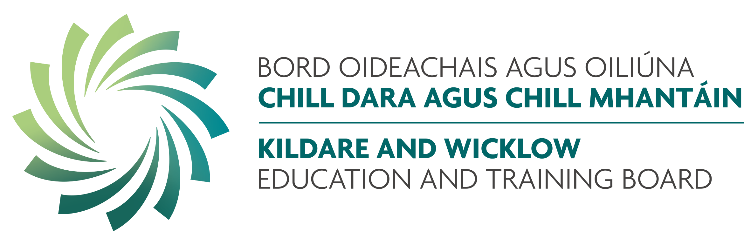 BORD OIDEACHAIS AGUS OILIÚNA
CHILL DARA AGUS CHILL MHANTÁIN
KILDARE AND WICKLOW
EDUCATION AND TRAINING BOARD